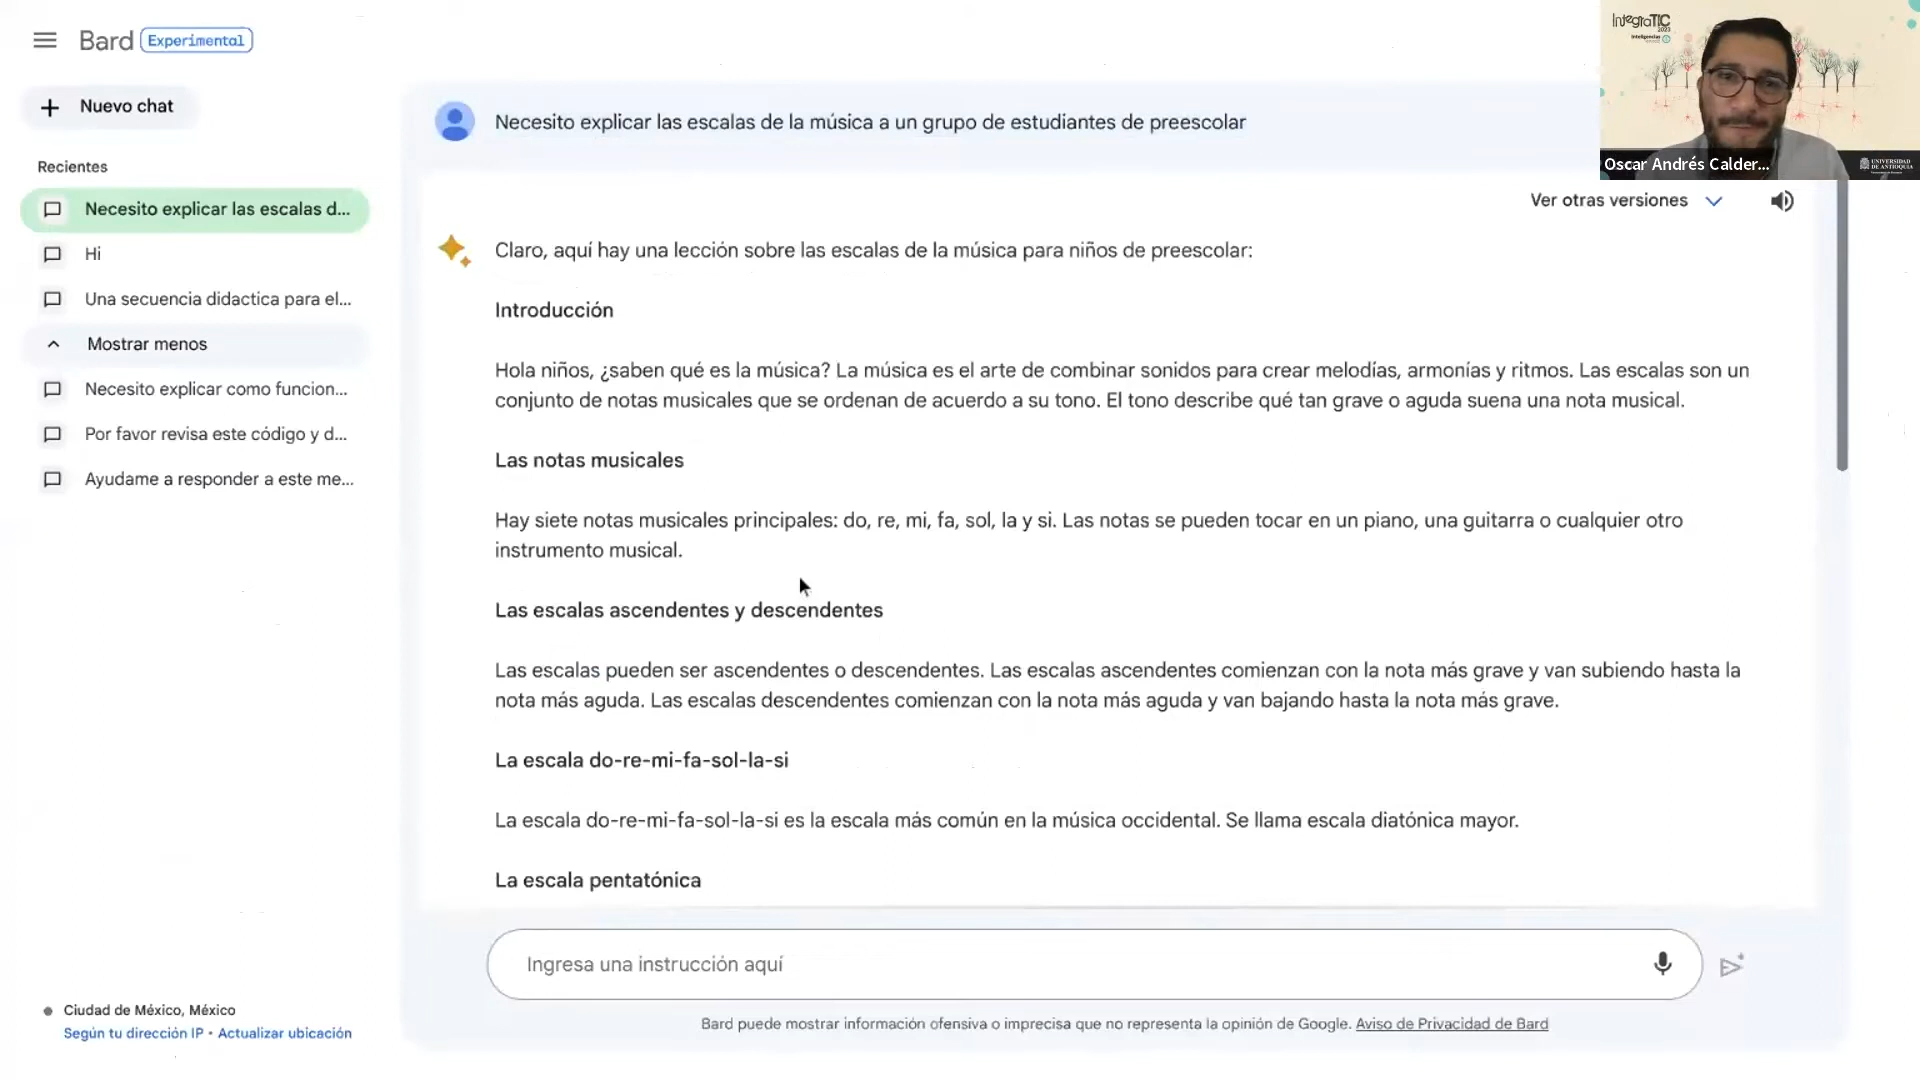 Bard Experimental
Nuevo chat
Recientes
Necesito explicar las escalas d...
Hi
Una secuencia didactica para el...
Mostrar menos
Necesito explicar como funcion...
Por favor revisa este código y d...
Ayudame a responder a este me...
Ciudad de México, México
Según tu dirección IP • Actualizar ubicación
Necesito explicar las escalas de la música a un grupo de estudiantes de preescolar
Ver otras versiones
Claro, aquí hay una lección sobre las escalas de la música para niños de preescolar:
Introducción
Hola niños, ¿saben qué es la música? La música es el arte de combinar sonidos para crear melodías, armonías y ritmos. Las escalas son un
conjunto de notas musicales que se ordenan de acuerdo a su tono. El tono describe qué tan grave o aguda suena una nota musical.
Las notas musicales
Hay siete notas musicales principales: do, re, mi, fa, sol, la y si. Las notas se pueden tocar en un piano, una guitarra o cualquier otro
instrumento musical.
Las escalas ascendentes y descendentes
Las escalas pueden ser ascendentes o descendentes. Las escalas ascendentes comienzan con la nota más grave y van subiendo hasta la
nota más aguda. Las escalas descendentes comienzan con la nota más aguda y van bajando hasta la nota más grave.
La escala do-re-mi-fa-sol-la-si
La escala do-re-mi-fa-sol-la-si es la escala más común en la música occidental. Se llama escala diatónica mayor.
La escala pentatónica
Ingresa una instrucción aquí
Bard puede mostrar información ofensiva o imprecisa que no representa la opinión de Google. Aviso de Privacidad de Bard
IntegraTIC
2023
Inteligencias
Oscar Andrés Calder...
UNIVERSIDAD
DE ANTIOQUIA